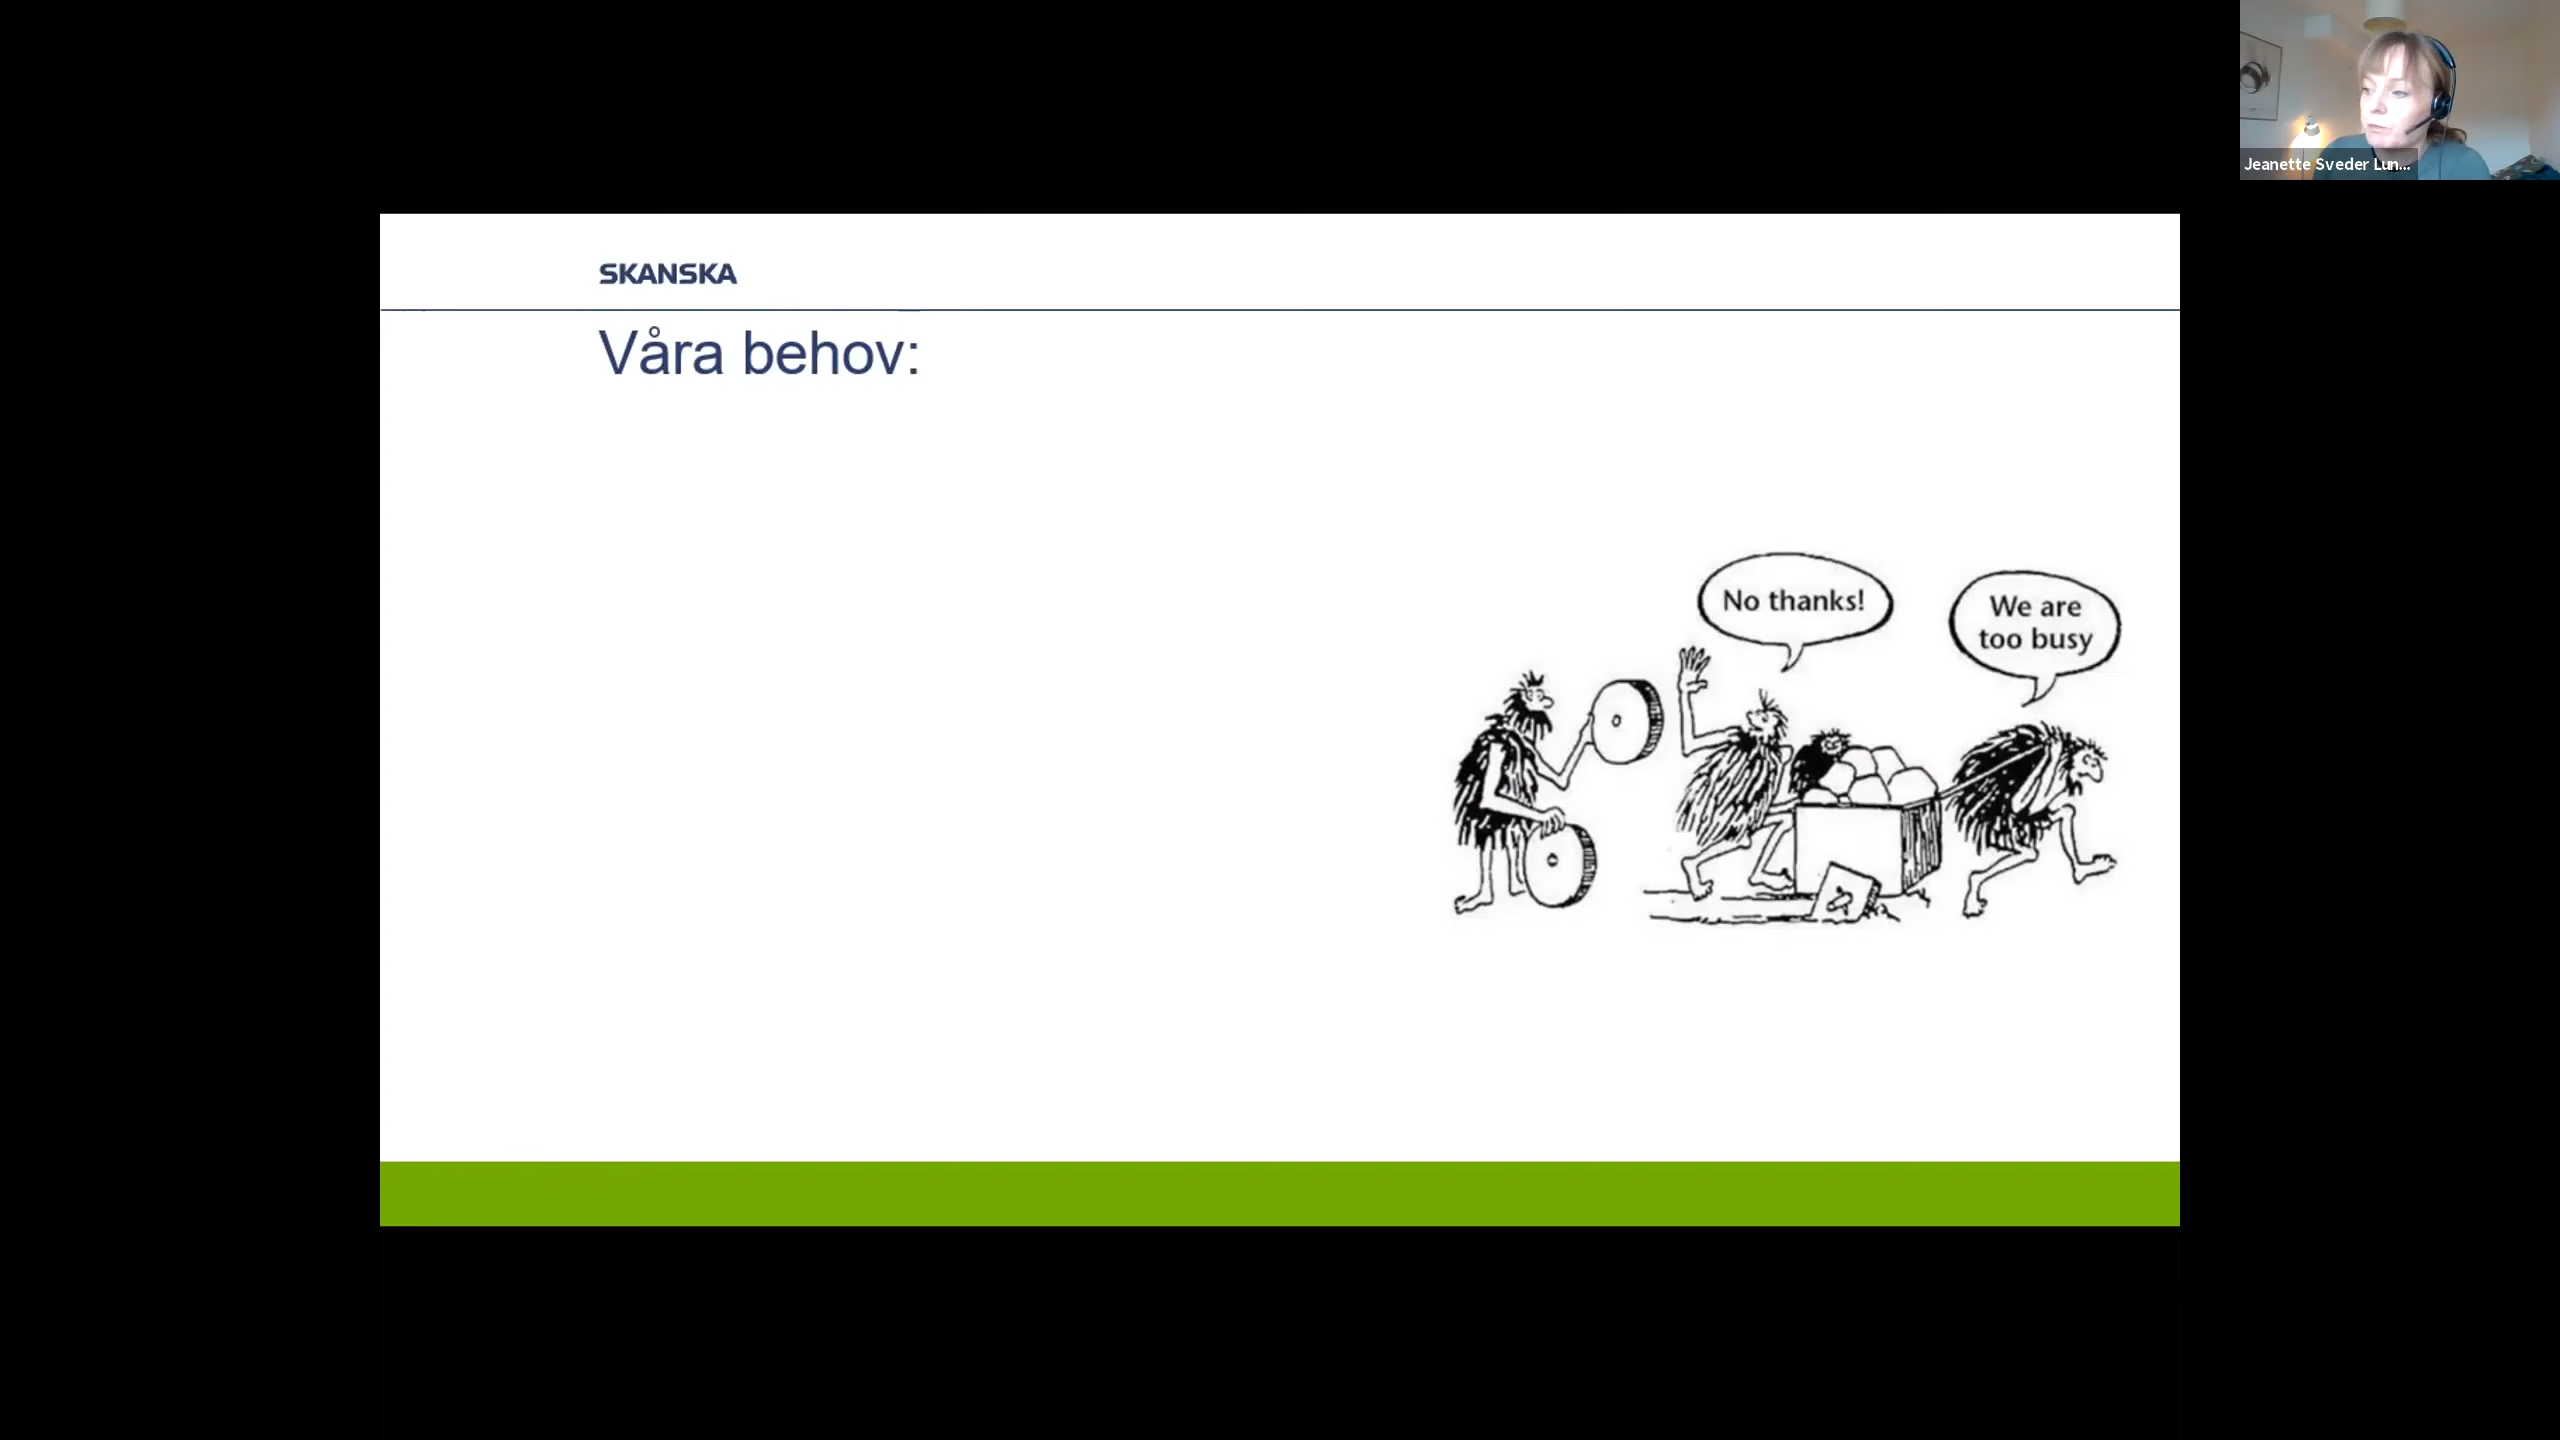 Jeanette Sveder Lun...
SKANSKA
Våra behov:
No thanks!
We are
too busy